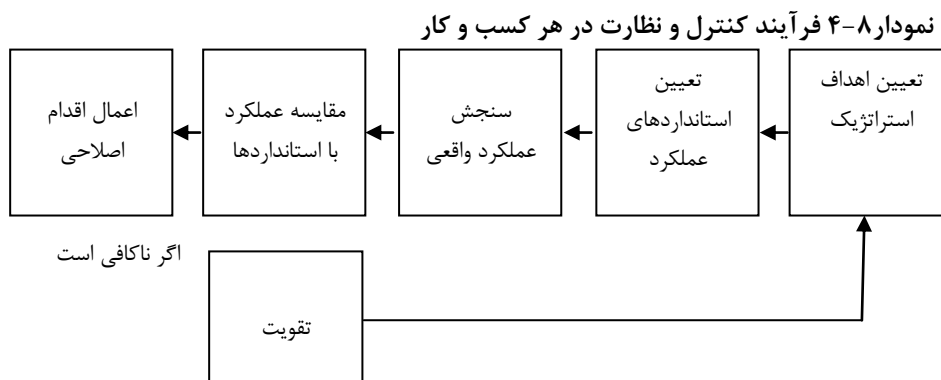 نمودار۸-۴ فرآیند کنترل و نظارت در هر کسب و کار
تعیین اهداف
استراتژیک
تعیین
استانداردهای
عملکرد
سنجش
عملکرد واقعی
مقایسه عملکرد
با استانداردها
اعمال اقدام
اصلاحی
اگر ناکافی است
تقویت